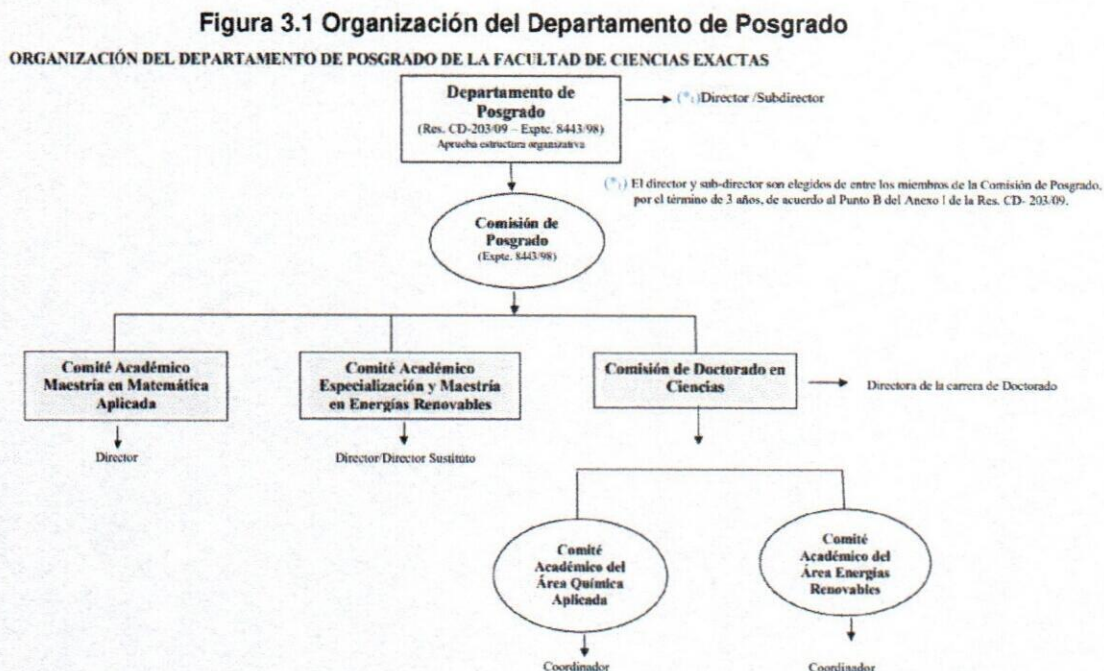 Figura 3.1 Organización del Departamento de Posgrado
ORGANIZACIÓN DEL DEPARTAMENTO DE POSGRADO DE LA FACULTAD DE CIENCIAS EXACTAS
Departamento de
Posgrado
(Res. CD-203/09 – Expte. 8443/98)
Aprueba estructura organizativa
(*1)Director /Subdirector
(*1) El director y sub-director son elegidos de entre los miembros de la Comisión de Posgrado,
por el término de 3 años, de acuerdo al Punto B del Anexo I de la Res. CD- 203/09.
Comisión de
Posgrado
(Expte. 8443/98)
Comité Académico
Maestría en Matemática
Aplicada
Director
Comité Académico
Especialización y Maestría
en Energías Renovables
Director/Director Sustituto
Comisión de Doctorado en
Ciencias
Directora de la carrera de Doctorado
Comité
Académico del
Área Química
Aplicada
Coordinador
Comité
Académico del
Área Energías
Renovables
Coordinador